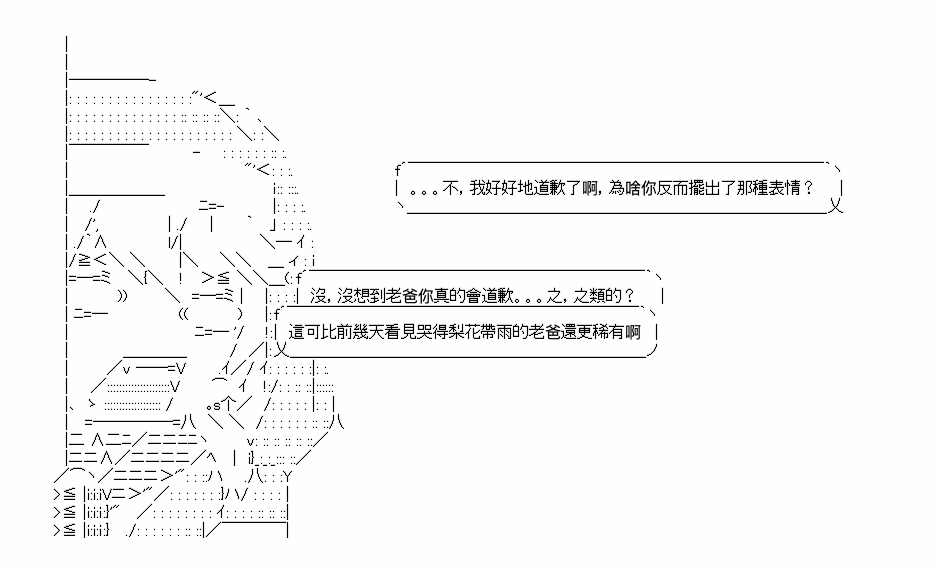 。。。不，我好好地道歉了啊，為啥你反而擺出了那種表情？
沒，沒想到老爸你真的會道歉。。。之，之類的？
這可比前幾天看見哭得梨花帶雨的老爸還更稀有啊